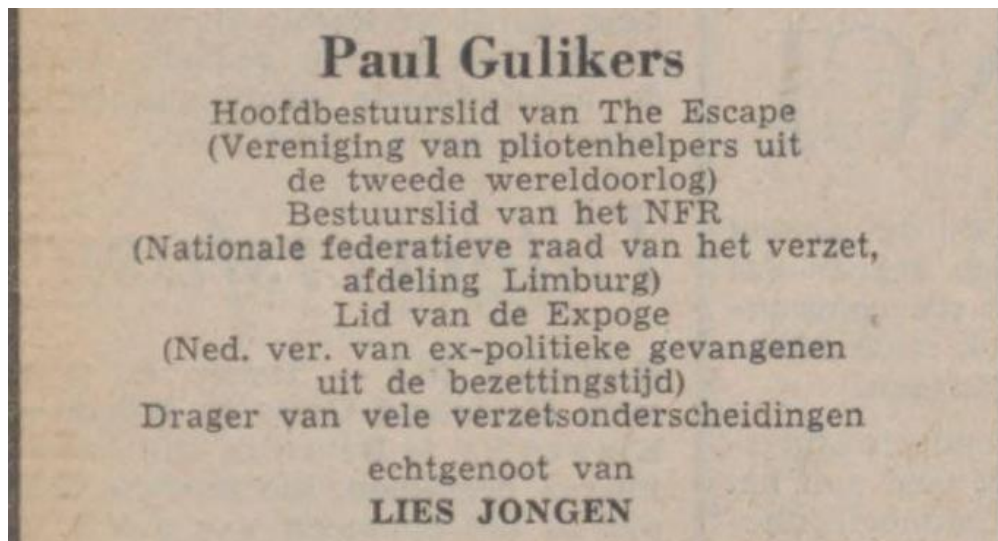 Paul Gulikers
Hoofdbestuurslid van The Escape
(Vereniging van pliotenhelpers uit
de tweede wereldoorlog)
Bestuurslid van het NFR
(Nationale federatieve raad van het verzet,
afdeling Limburg)
Lid van de Expoge
(Ned. ver. van ex-politieke gevangenen
uit de bezettingstijd)
Drager van vele verzetsonderscheidingen
echtgenoot van
LIES JONGEN